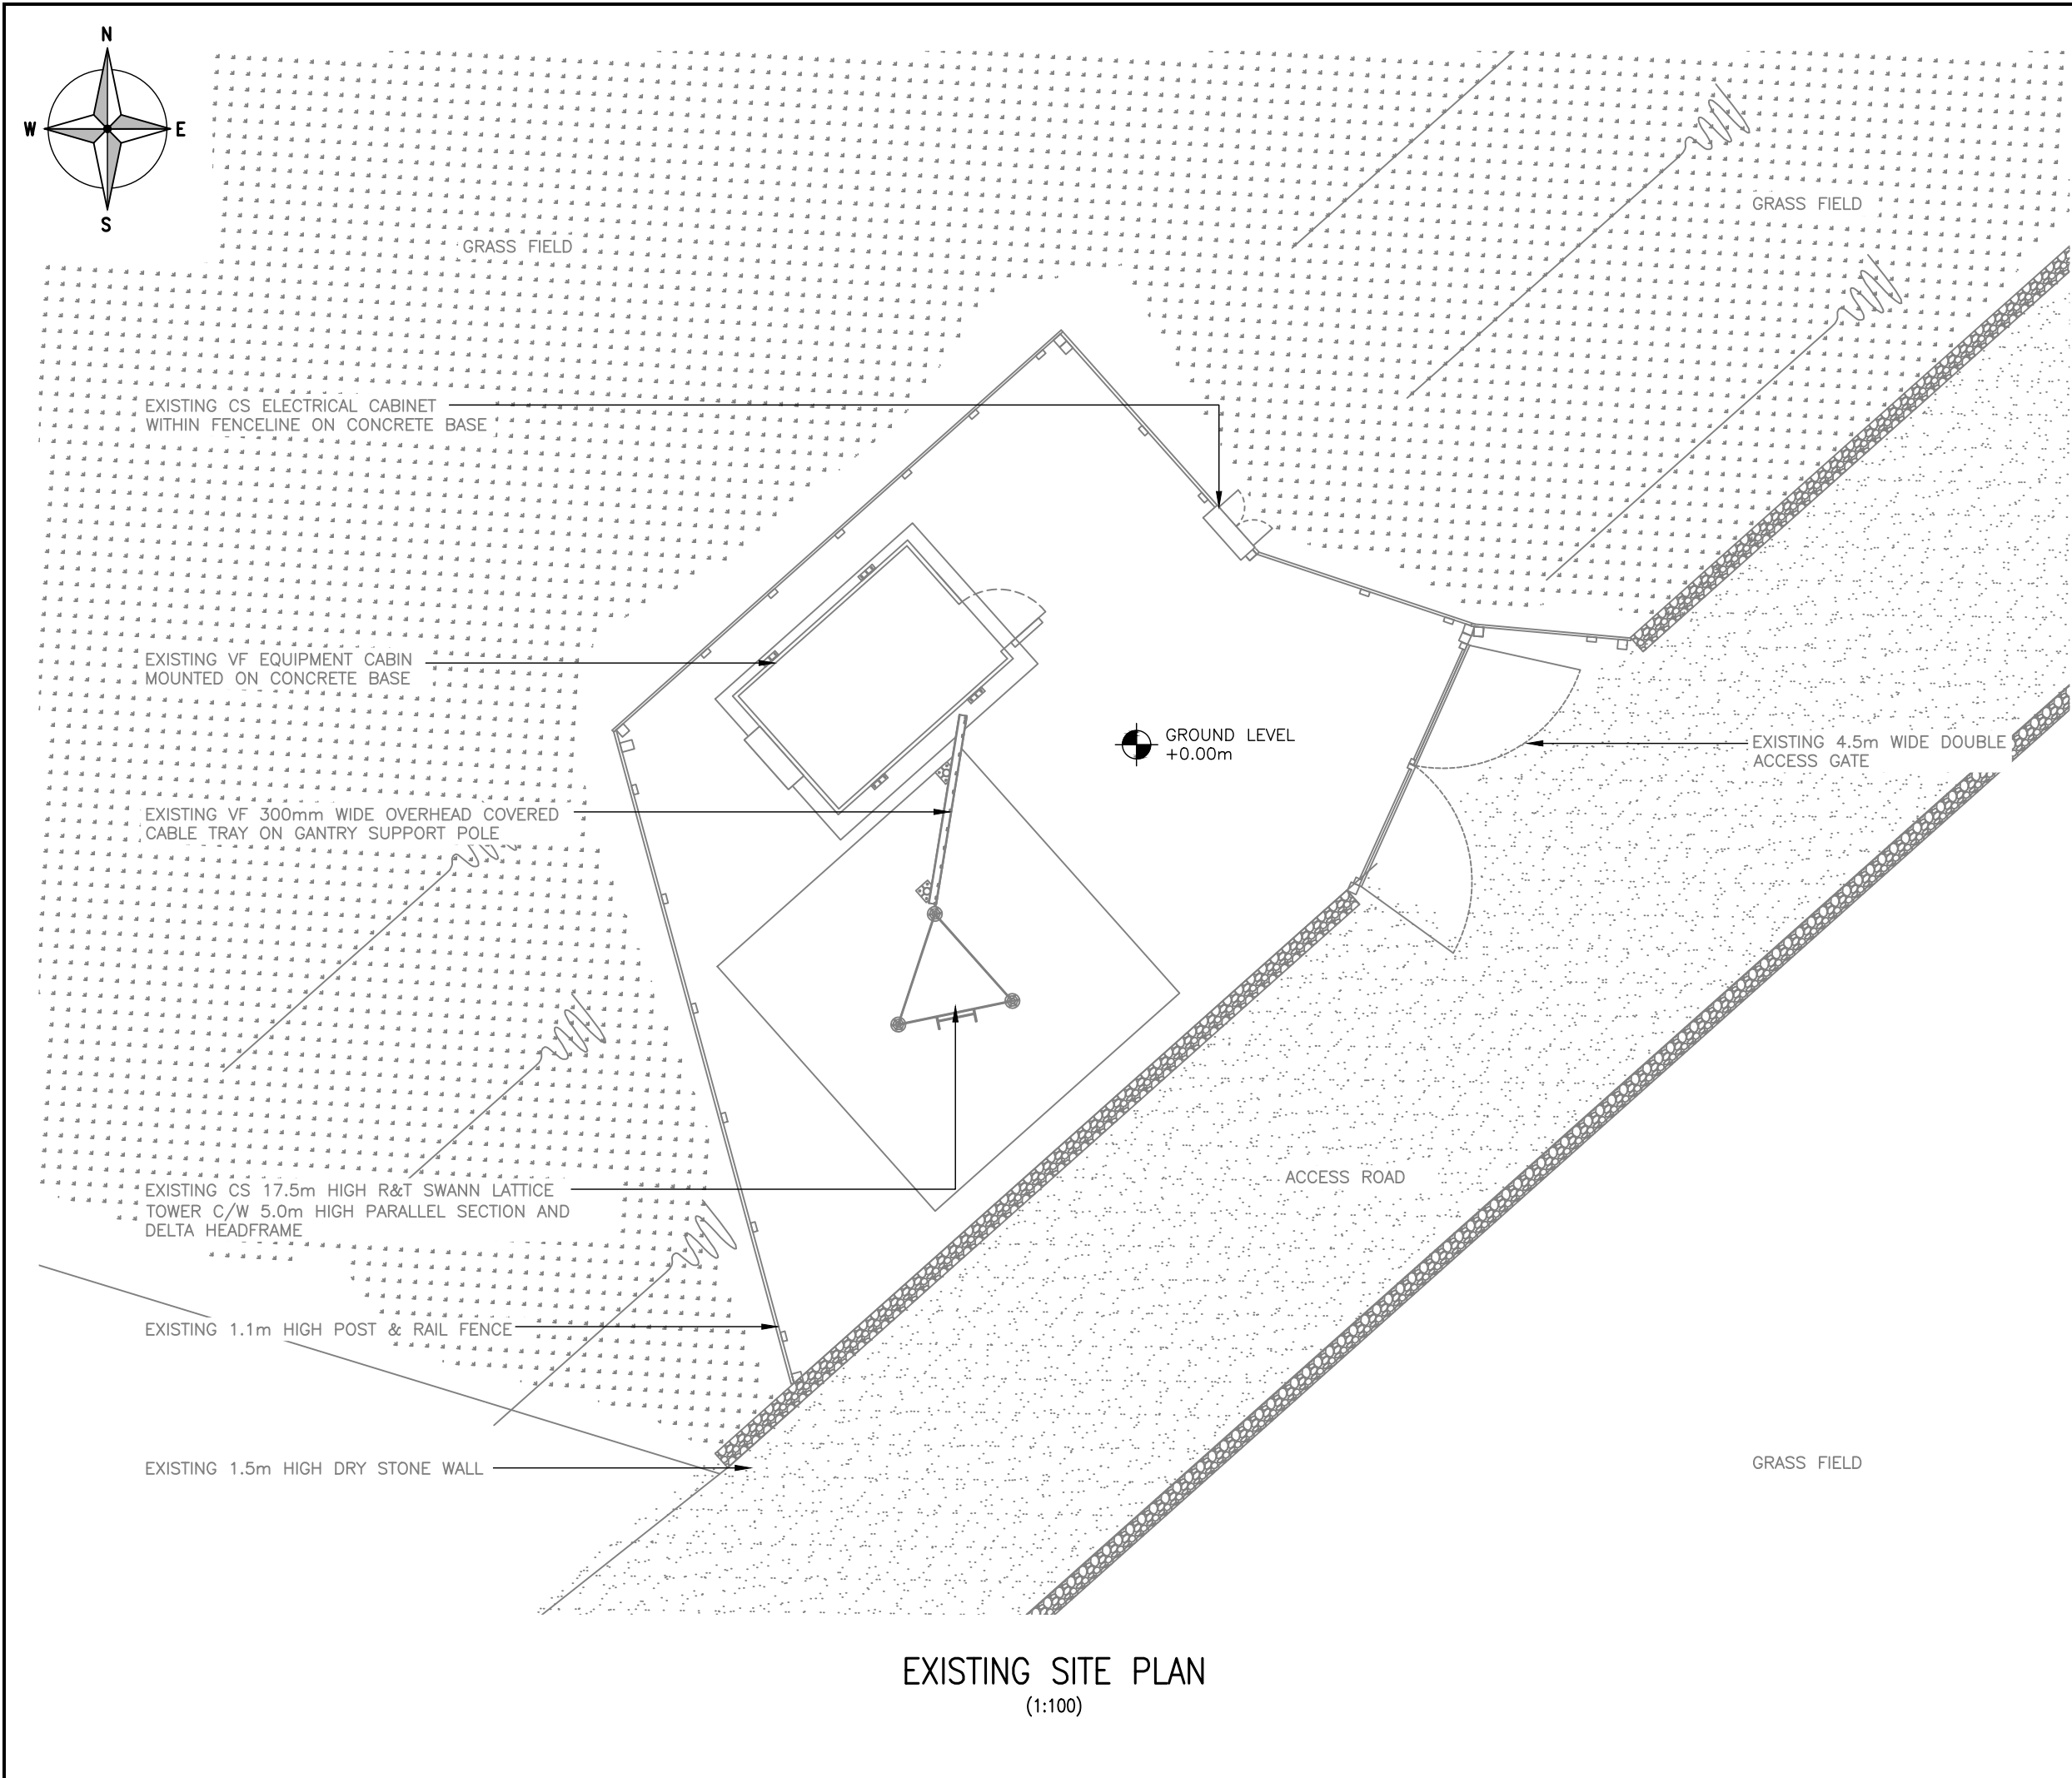 N
W E
S
GRASS FIELD
GRASS FIELD
EXISTING CS ELECTRICAL CABINET
WITHIN FENCELINE ON CONCRETE BASE
EXISTING VF EQUIPMENT CABIN
MOUNTED ON CONCRETE BASE
GROUND LEVEL
+0.00m
EXISTING 4.5m WIDE DOUBLE
ACCESS GATE
EXISTING VF 300mm WIDE OVERHEAD COVERED
CABLE TRAY ON GANTRY SUPPORT POLE
ACCESS ROAD
EXISTING CS 17.5m HIGH R&T SWANN LATTICE
TOWER C/W 5.0m HIGH PARALLEL SECTION AND
DELTA HEADFRAME
EXISTING 1.1m HIGH POST & RAIL FENCE
EXISTING 1.5m HIGH DRY STONE WALL
GRASS FIELD
EXISTING SITE PLAN
(1:100)